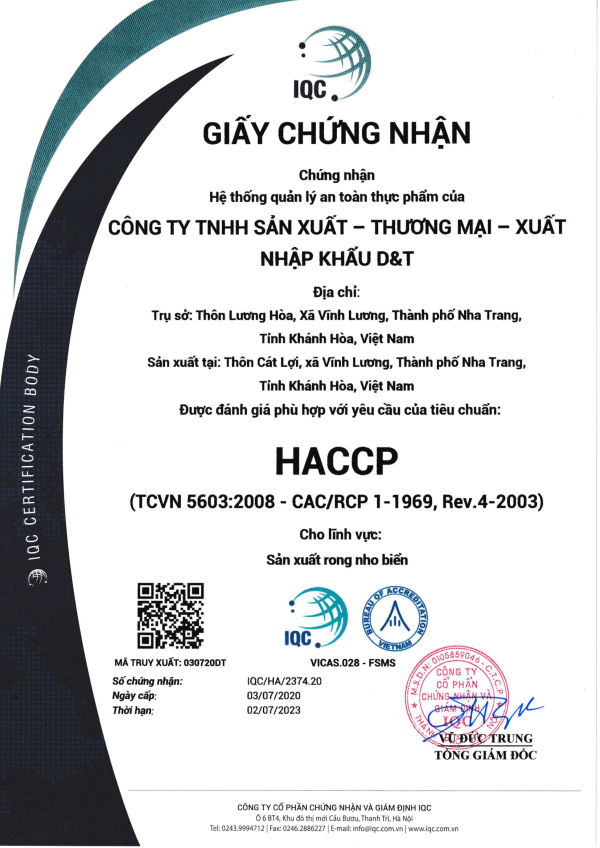 IQC
GIẤY CHỨNG NHẬN
Chứng nhận
Hệ thống quản lý an toàn thực phẩm của
CÔNG TY TNHH SẢN XUẤT – THƯƠNG MẠI – XUẤT
NHẬP KHẨU D&T
Địa chỉ:
Trụ sở: Thôn Lương Hòa, Xã Vĩnh Lương, Thành phố Nha Trang,
Tỉnh Khánh Hòa, Việt Nam
Sản xuất tại: Thôn Cát Lợi, xã Vĩnh Lương, Thành phố Nha Trang,
Tỉnh Khánh Hòa, Việt Nam
Được đánh giá phù hợp với yêu cầu của tiêu chuẩn:
HACCP
(TCVN 5603:2008 - CAC/RCP 1-1969, Rev.4-2003)
Cho lĩnh vực:
Sản xuất rong nho biển
IQC CERTIFICATION BODY
IQC
BUREAU OF ACCREDITATION
VIETNAM
MÃ TRUY XUẤT: 030720DT
VICAS.028 - FSMS
Số chứng nhận: IQC/HA/2374.20
Ngày cấp: 03/07/2020
Thời hạn: 02/07/2023
M.S.D.N: 0105859046 - C.T.C.P
CÔNG TY
CỔ PHẦN
CHỨNG NHẬN VÀ
GIÁM ĐỊNH
IQC
VŨ ĐỨC TRUNG
TỔNG GIÁM ĐỐC
CÔNG TY CỔ PHẦN CHỨNG NHẬN VÀ GIÁM ĐỊNH IQC
Ô 6 BT4, Khu đô thị mới Cầu Bươu, Thanh Trì, Hà Nội
Tel: 0243.9994712 | Fax: 0246.2886227 | E-mail: info@iqc.com.vn | www.iqc.com.vn